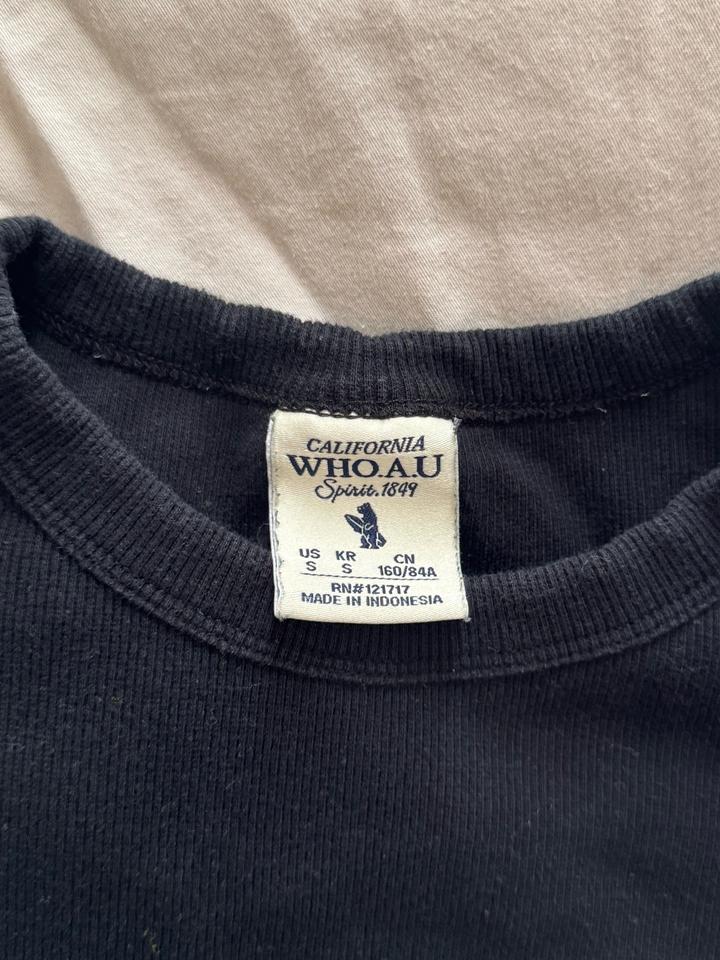 CALIFORNIA
WHO.A.U
Spirit.1849
US KR CN
S S 160/84A
RN#121717
MADE IN INDONESIA